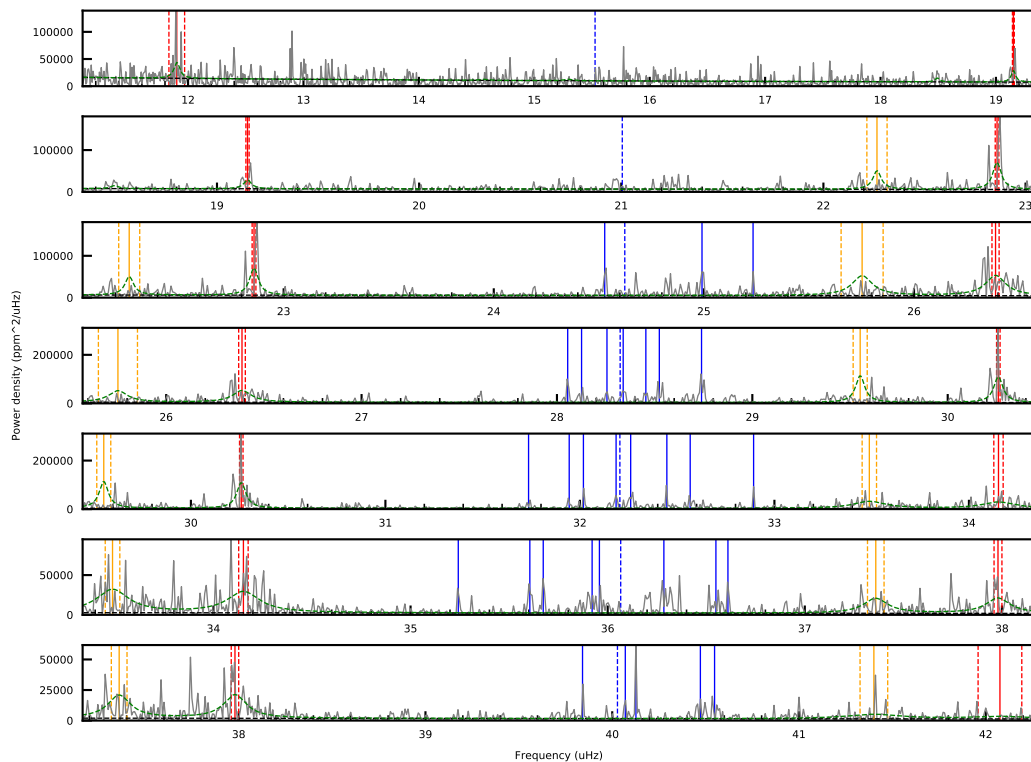 100000
50000
0
12 13 14 15 16 17 18 19
100000
0
19 20 21 22 23
100000
0
23 24 25 26
200000
0
26 27 28 29 30
200000
0
30 31 32 33 34
50000
0
34 35 36 37 38
50000
25000
0
38 39 40 41 42
Power density (ppm^2/uHz)
Frequency (uHz)